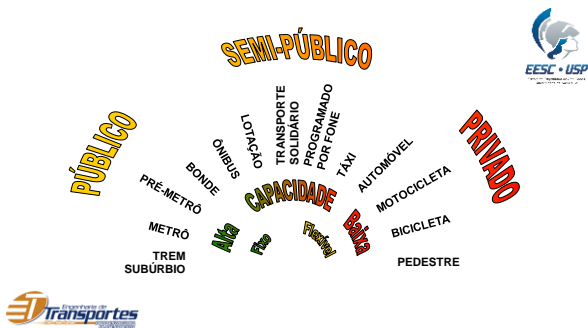 SEMI-PÚBLICO
EESC • USP
PÚBLICO
PRIVADO
TREM
SUBÚRBIO
METRÔ
PRÉ-METRÔ
BONDE
ÔNIBUS
LOTAÇÃO
TRANSPORTE
SOLIDÁRIO
PROGRAMADO
POR FONE
TÁXI
AUTOMÓVEL
MOTOCICLETA
BICICLETA
PEDESTRE
CAPACIDADE
Alta
Baixa
Fixo
Flexível
Engenharia de
Transportes